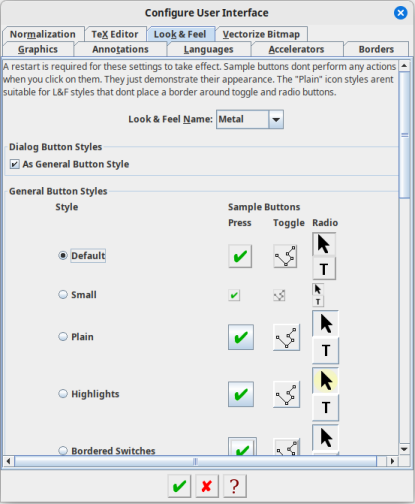 Configure User Interface
Normalization TeX Editor Look & Feel Vectorize Bitmap
Graphics Annotations Languages Accelerators Borders
A restart is required for these settings to take effect. Sample buttons dont perform any actions
when you click on them. They just demonstrate their appearance. The "Plain" icon styles arent
suitable for L&F styles that dont place a border around toggle and radio buttons.
Look & Feel Name: Metal
Dialog Button Styles
As General Button Style
General Button Styles
Style Sample Buttons
Press Toggle Radio
Default
T
Small
T
Plain
T
Highlights
T
Bordered Switches
?